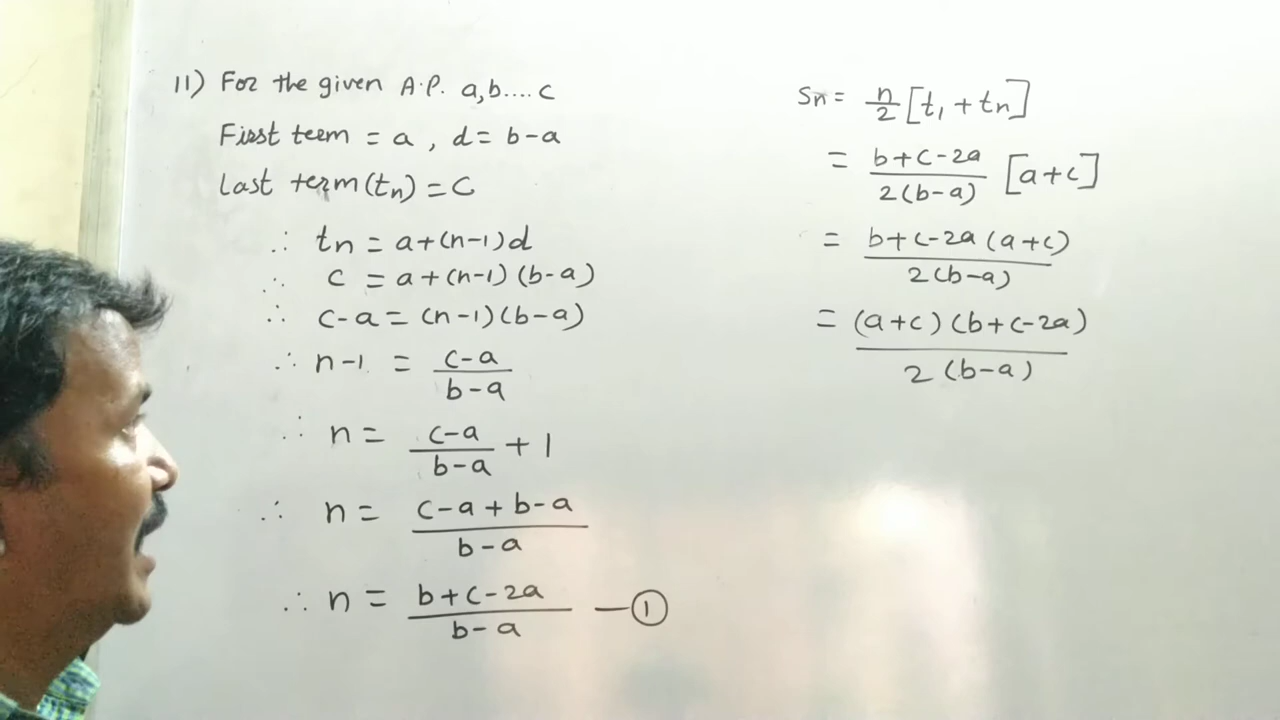 11) For the given A.P. a,b....c
First term = a , d = b-a
Last term (tn) = c
∴ tn = a+(n-1)d
∴ c = a+(n-1)(b-a)
∴ c-a = (n-1)(b-a)
∴ n-1 = (c-a)/(b-a)
∴ n = (c-a)/(b-a) + 1
∴ n = (c-a+b-a)/(b-a)
∴ n = (b+c-2a)/(b-a) — ①
Sn = n/2 [t₁ + tn]
= (b+c-2a)/(2(b-a)) [a+c]
= b+c-2a (a+c) / 2(b-a)
= (a+c)(b+c-2a) / 2(b-a)